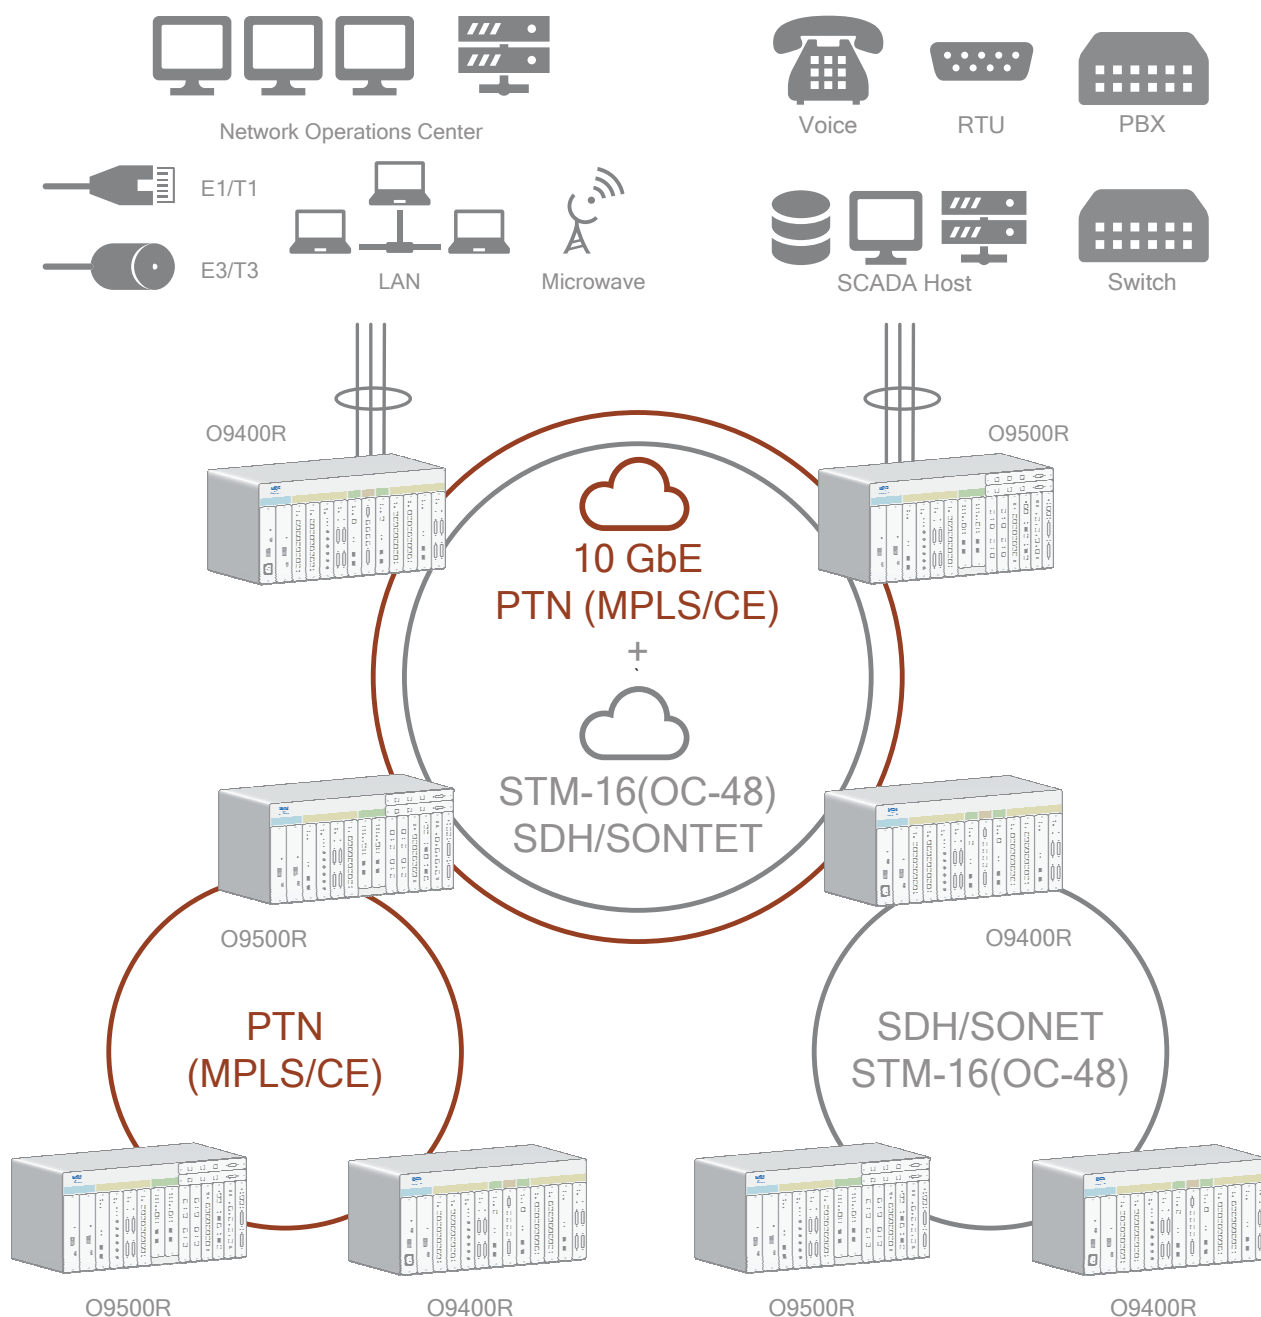 Network Operations Center
Voice
RTU
PBX
E1/T1
E3/T3
LAN
Microwave
SCADA Host
Switch
O9400R
O9500R
10 GbE
PTN (MPLS/CE)
+
STM-16(OC-48)
SDH/SONTET
O9500R
O9400R
PTN
(MPLS/CE)
SDH/SONET
STM-16(OC-48)
O9500R
O9400R
O9500R
O9400R